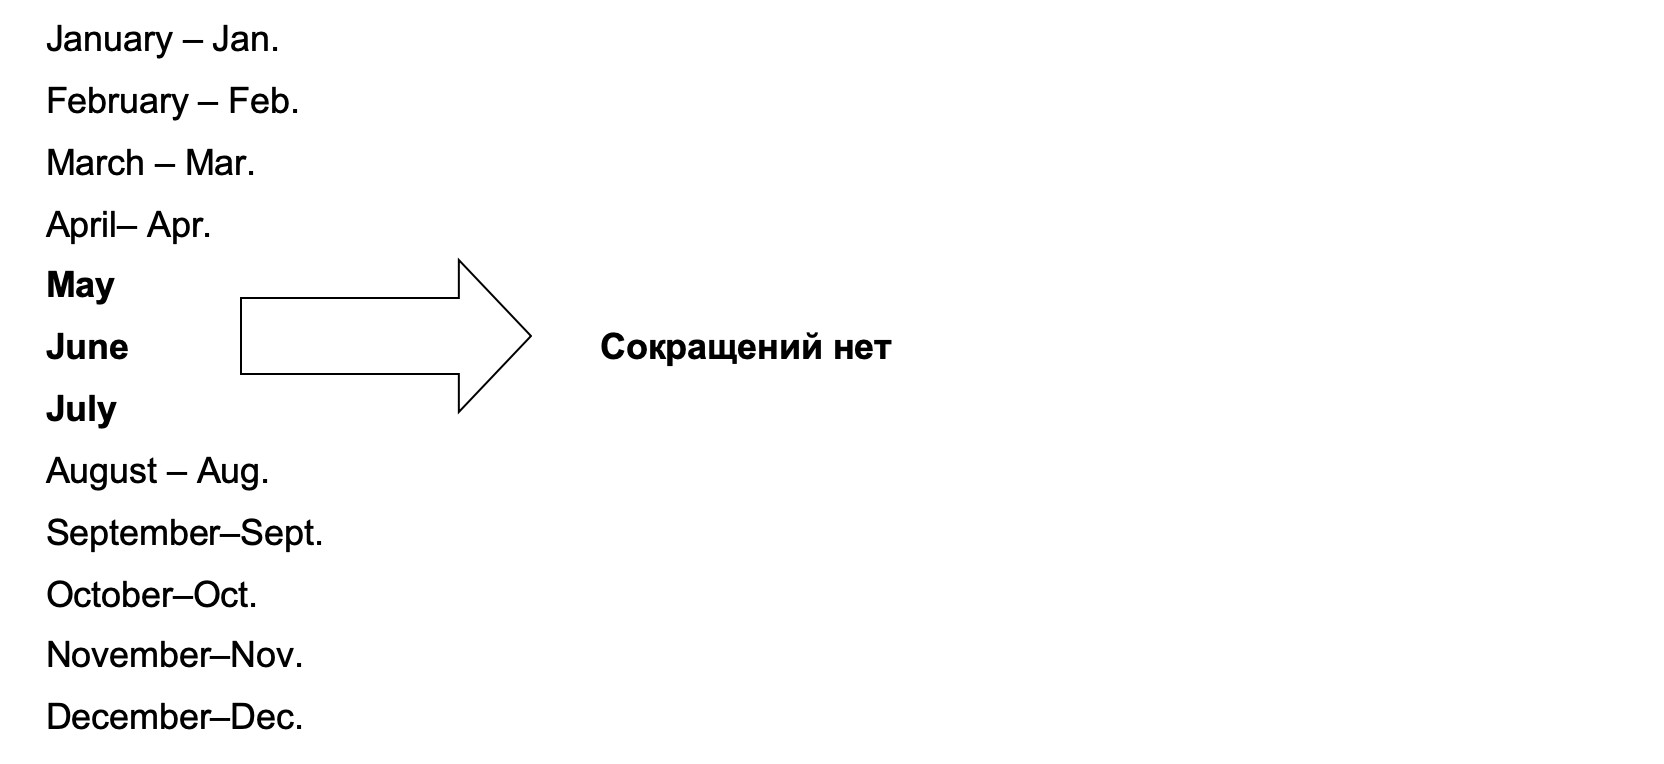 January – Jan.
February – Feb.
March – Mar.
April– Apr.
May
June Сокращений нет
July
August – Aug.
September–Sept.
October–Oct.
November–Nov.
December–Dec.